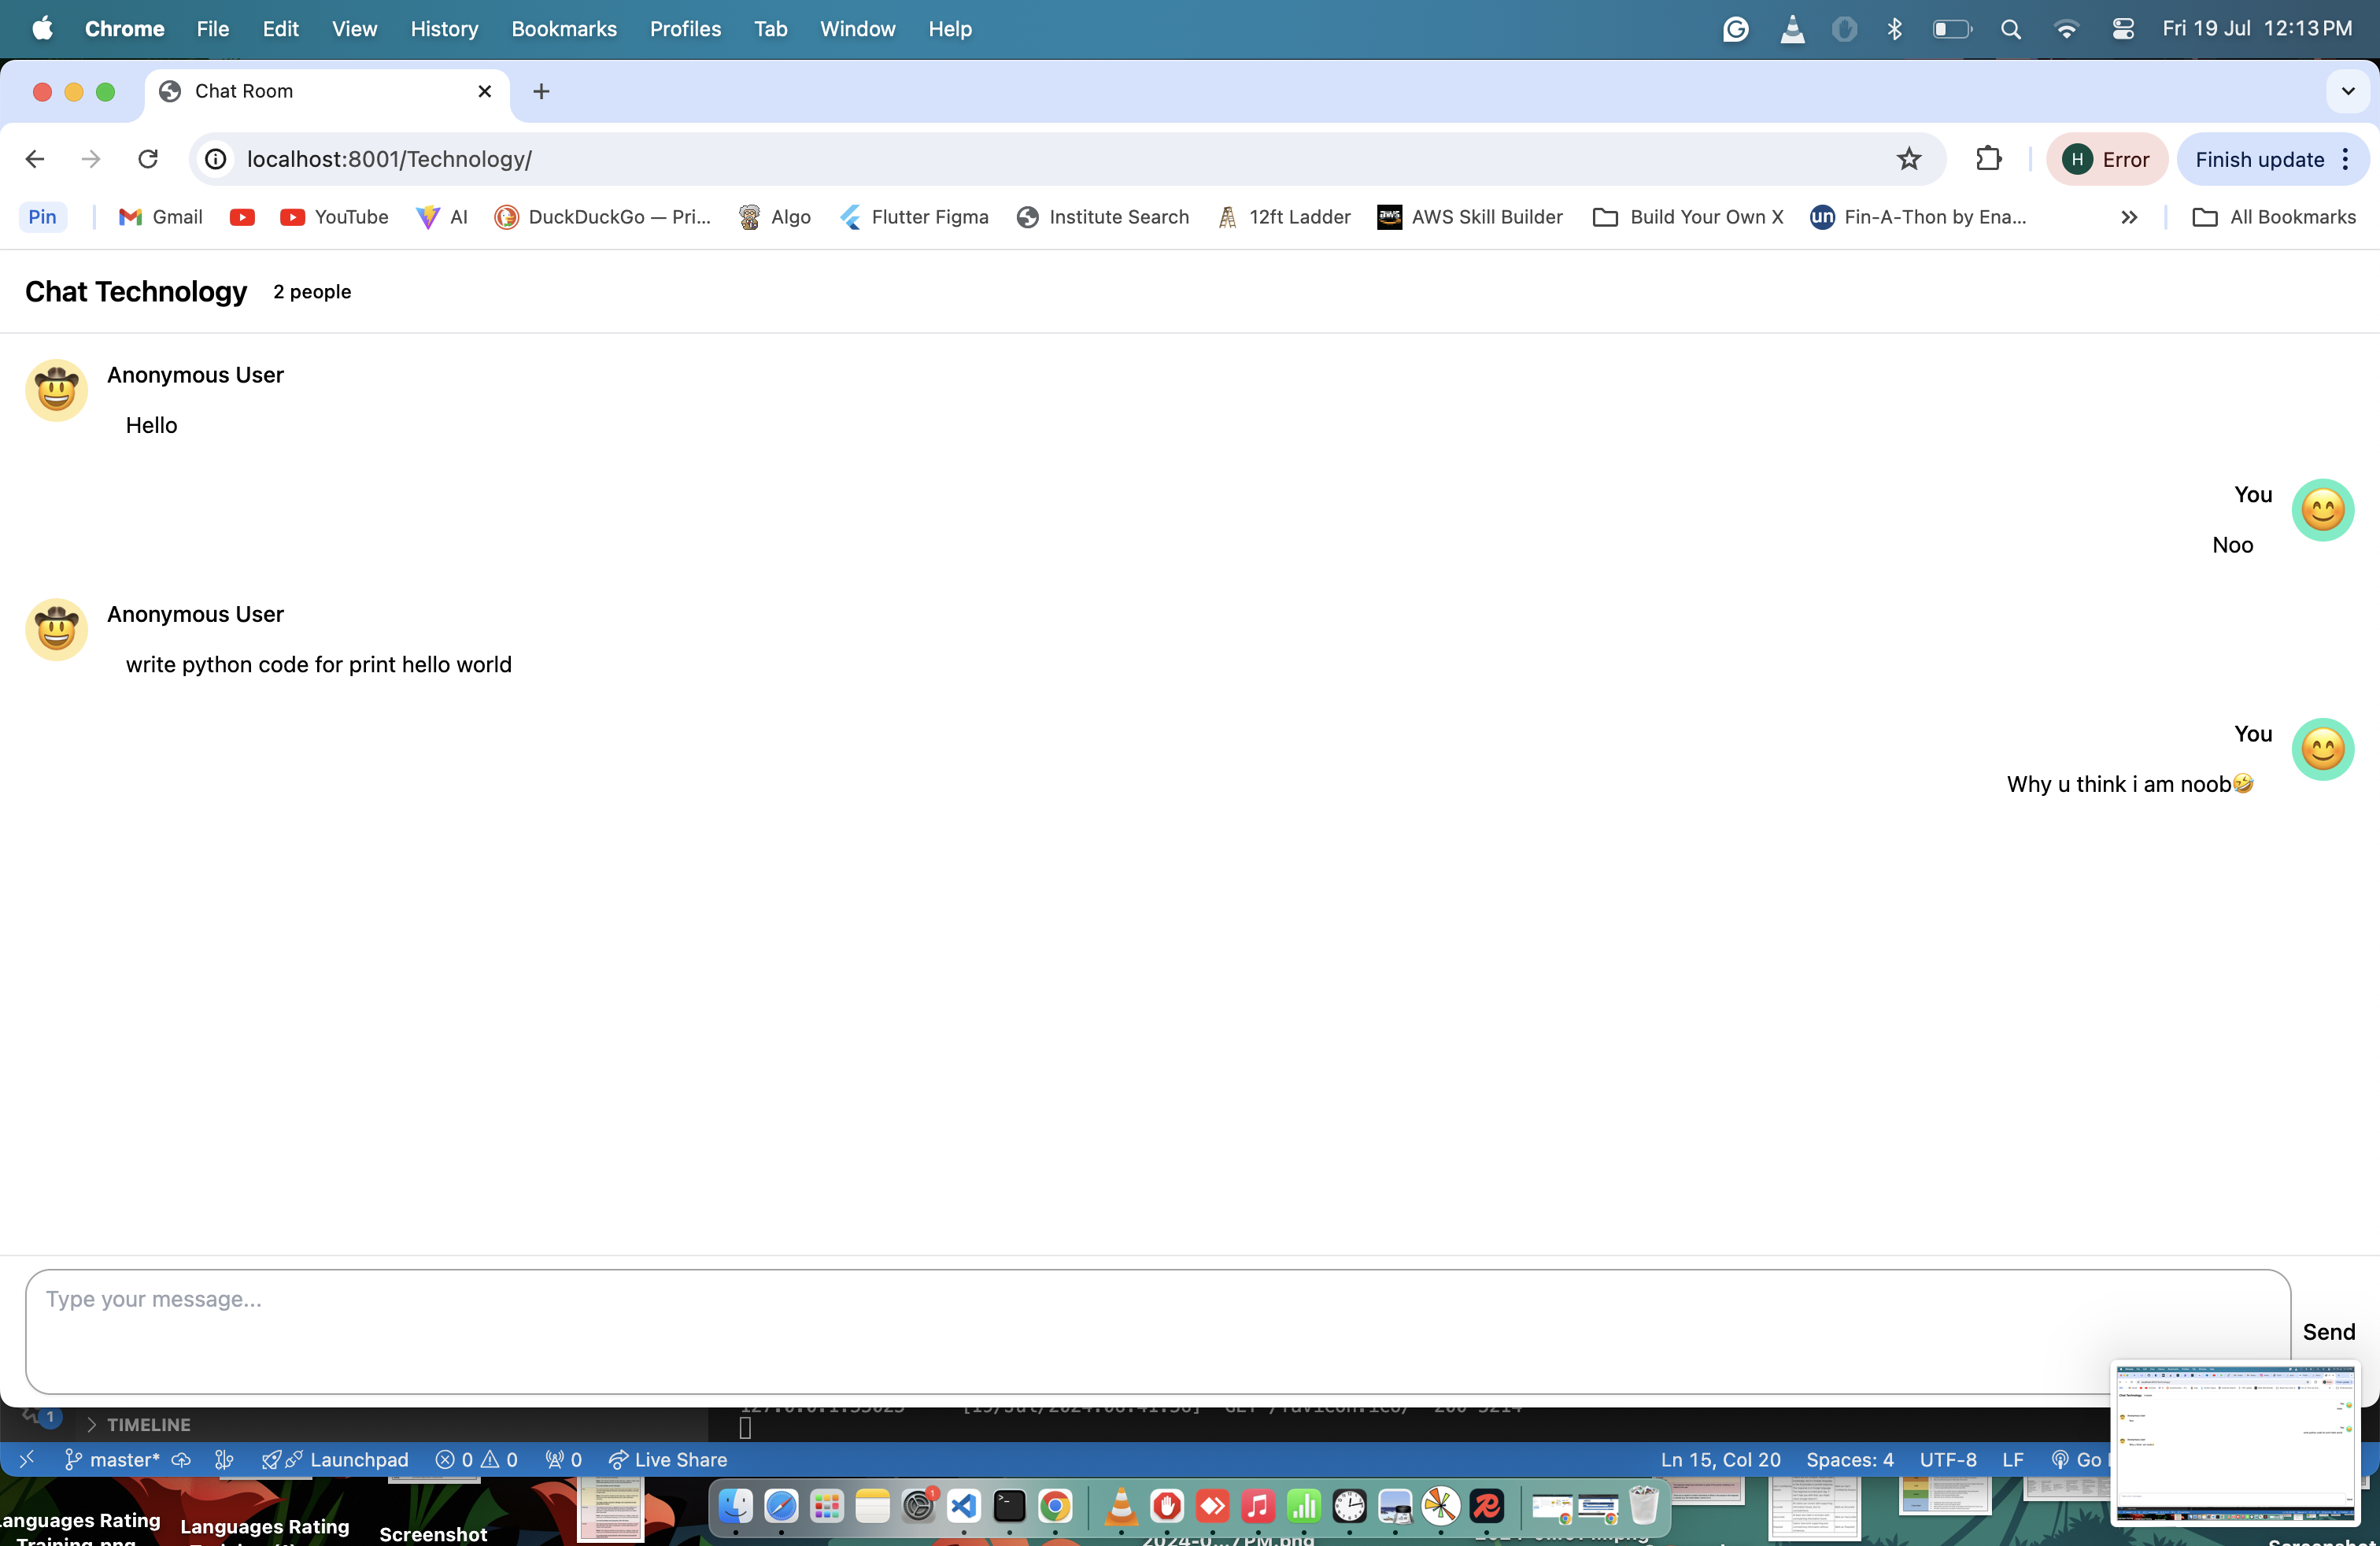 Chrome File Edit View History Bookmarks Profiles Tab Window Help Fri 19 Jul 12:13 PM
Chat Room
localhost:8001/Technology/ H Error Finish update
Pin Gmail YouTube AI DuckDuckGo — Pri... Algo Flutter Figma Institute Search 12ft Ladder aws AWS Skill Builder Build Your Own X un Fin-A-Thon by Ena... All Bookmarks
Chat Technology 2 people
Anonymous User
Hello
You
Noo
Anonymous User
write python code for print hello world
You
Why u think i am noob🤣
Type your message...
Send
1 TIMELINE
master* Launchpad 0 0 0 Live Share Ln 15, Col 20 Spaces: 4 UTF-8 LF Go
1
anguages Rating Languages Rating Screenshot